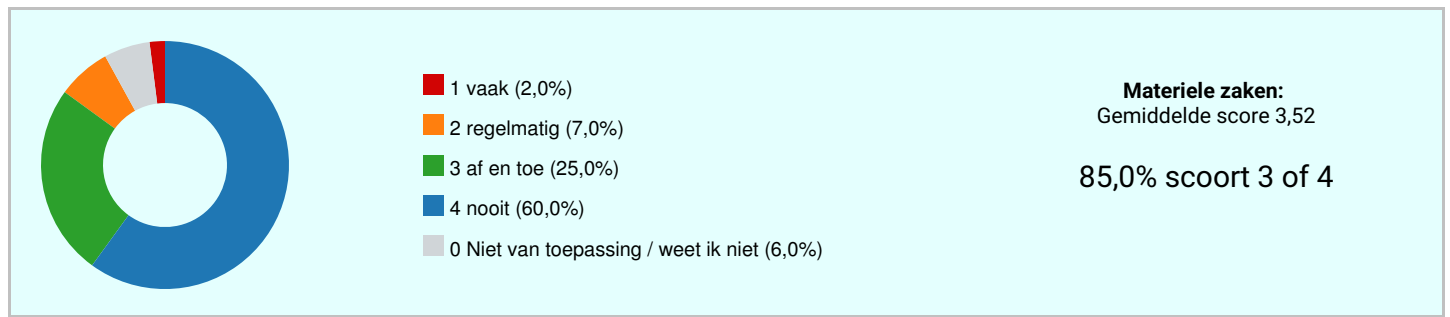 1 vaak (2,0%)
2 regelmatig (7,0%)
3 af en toe (25,0%)
4 nooit (60,0%)
0 Niet van toepassing / weet ik niet (6,0%)
Materiele zaken:
Gemiddelde score 3,52
85,0% scoort 3 of 4